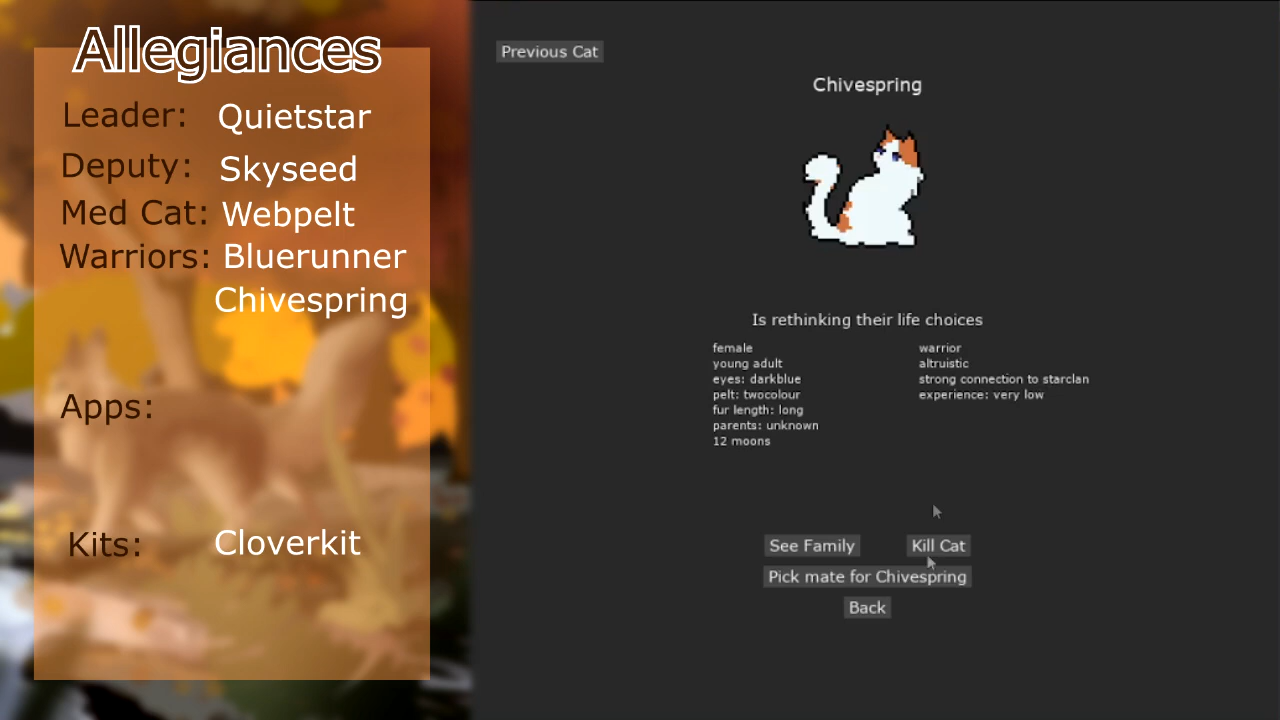 Allegiances
Leader: Quietstar
Deputy: Skyseed
Med Cat: Webpelt
Warriors: Bluerunner
Chivespring
Apps:
Kits: Cloverkit
Previous Cat
Chivespring
Is rethinking their life choices
female
young adult
eyes: darkblue
pelt: twocolour
fur length: long
parents: unknown
12 moons
warrior
altruistic
strong connection to starclan
experience: very low
See Family
Kill Cat
Pick mate for Chivespring
Back